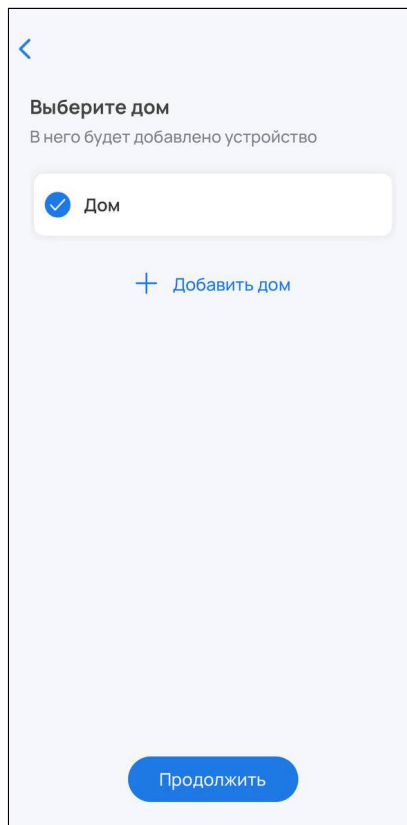 Выберите дом
В него будет добавлено устройство
Дом
Добавить дом
Продолжить